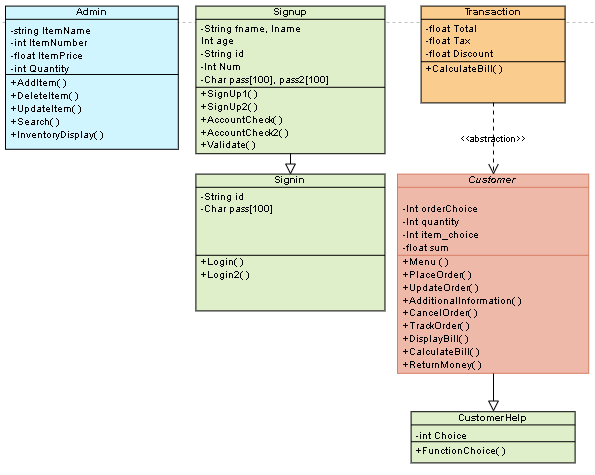 Admin
-string ItemName
-int ItemNumber
-float ItemPrice
-int Quantity
+AddItem()
+DeleteItem()
+UpdateItem()
+Search()
+InventoryDisplay()
Signup
-String fname, lname
Int age
-String id
-Int Num
-Char pass[100], pass2[100]
+SignUp1()
+SignUp2()
+AccountCheck()
+AccountCheck2()
+Validate()
Transaction
-float Total
-float Tax
-float Discount
+CalculateBill()
<<abstraction>>
Signin
-String id
-Char pass[100]
+Login()
+Login2()
Customer
-Int orderChoice
-Int quantity
-Int item_choice
-float sum
+Menu ()
+PlaceOrder()
+UpdateOrder()
+AdditionalInformation()
+CancelOrder()
+TrackOrder()
+DisplayBill()
+CalculateBill()
+ReturnMoney()
CustomerHelp
-int Choice
+FunctionChoice()